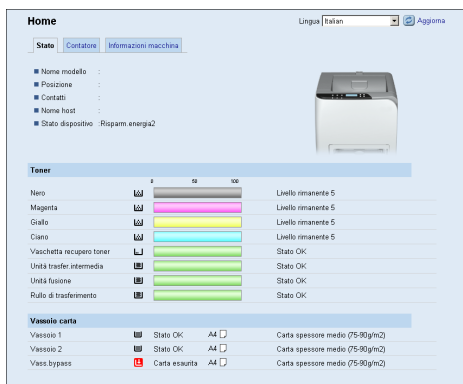 Home Lingua Italian Aggiorna
Stato Contatore Informazioni macchina
Nome modello :
Posizione :
Contatti :
Nome host :
Stato dispositivo :Risparm.energia2
Toner
0 50 100
Nero Livello rimanente 5
Magenta Livello rimanente 5
Giallo Livello rimanente 5
Ciano Livello rimanente 5
Vaschetta recupero toner Stato OK
Unità trasfer.intermedia Stato OK
Unità fusione Stato OK
Rullo di trasferimento Stato OK
Vassoio carta
Vassoio 1 Stato OK A4 Carta spessore medio (75-90g/m2)
Vassoio 2 Stato OK A4 Carta spessore medio (75-90g/m2)
Vass.bypass Carta esaurita A4 Carta spessore medio (75-90g/m2)